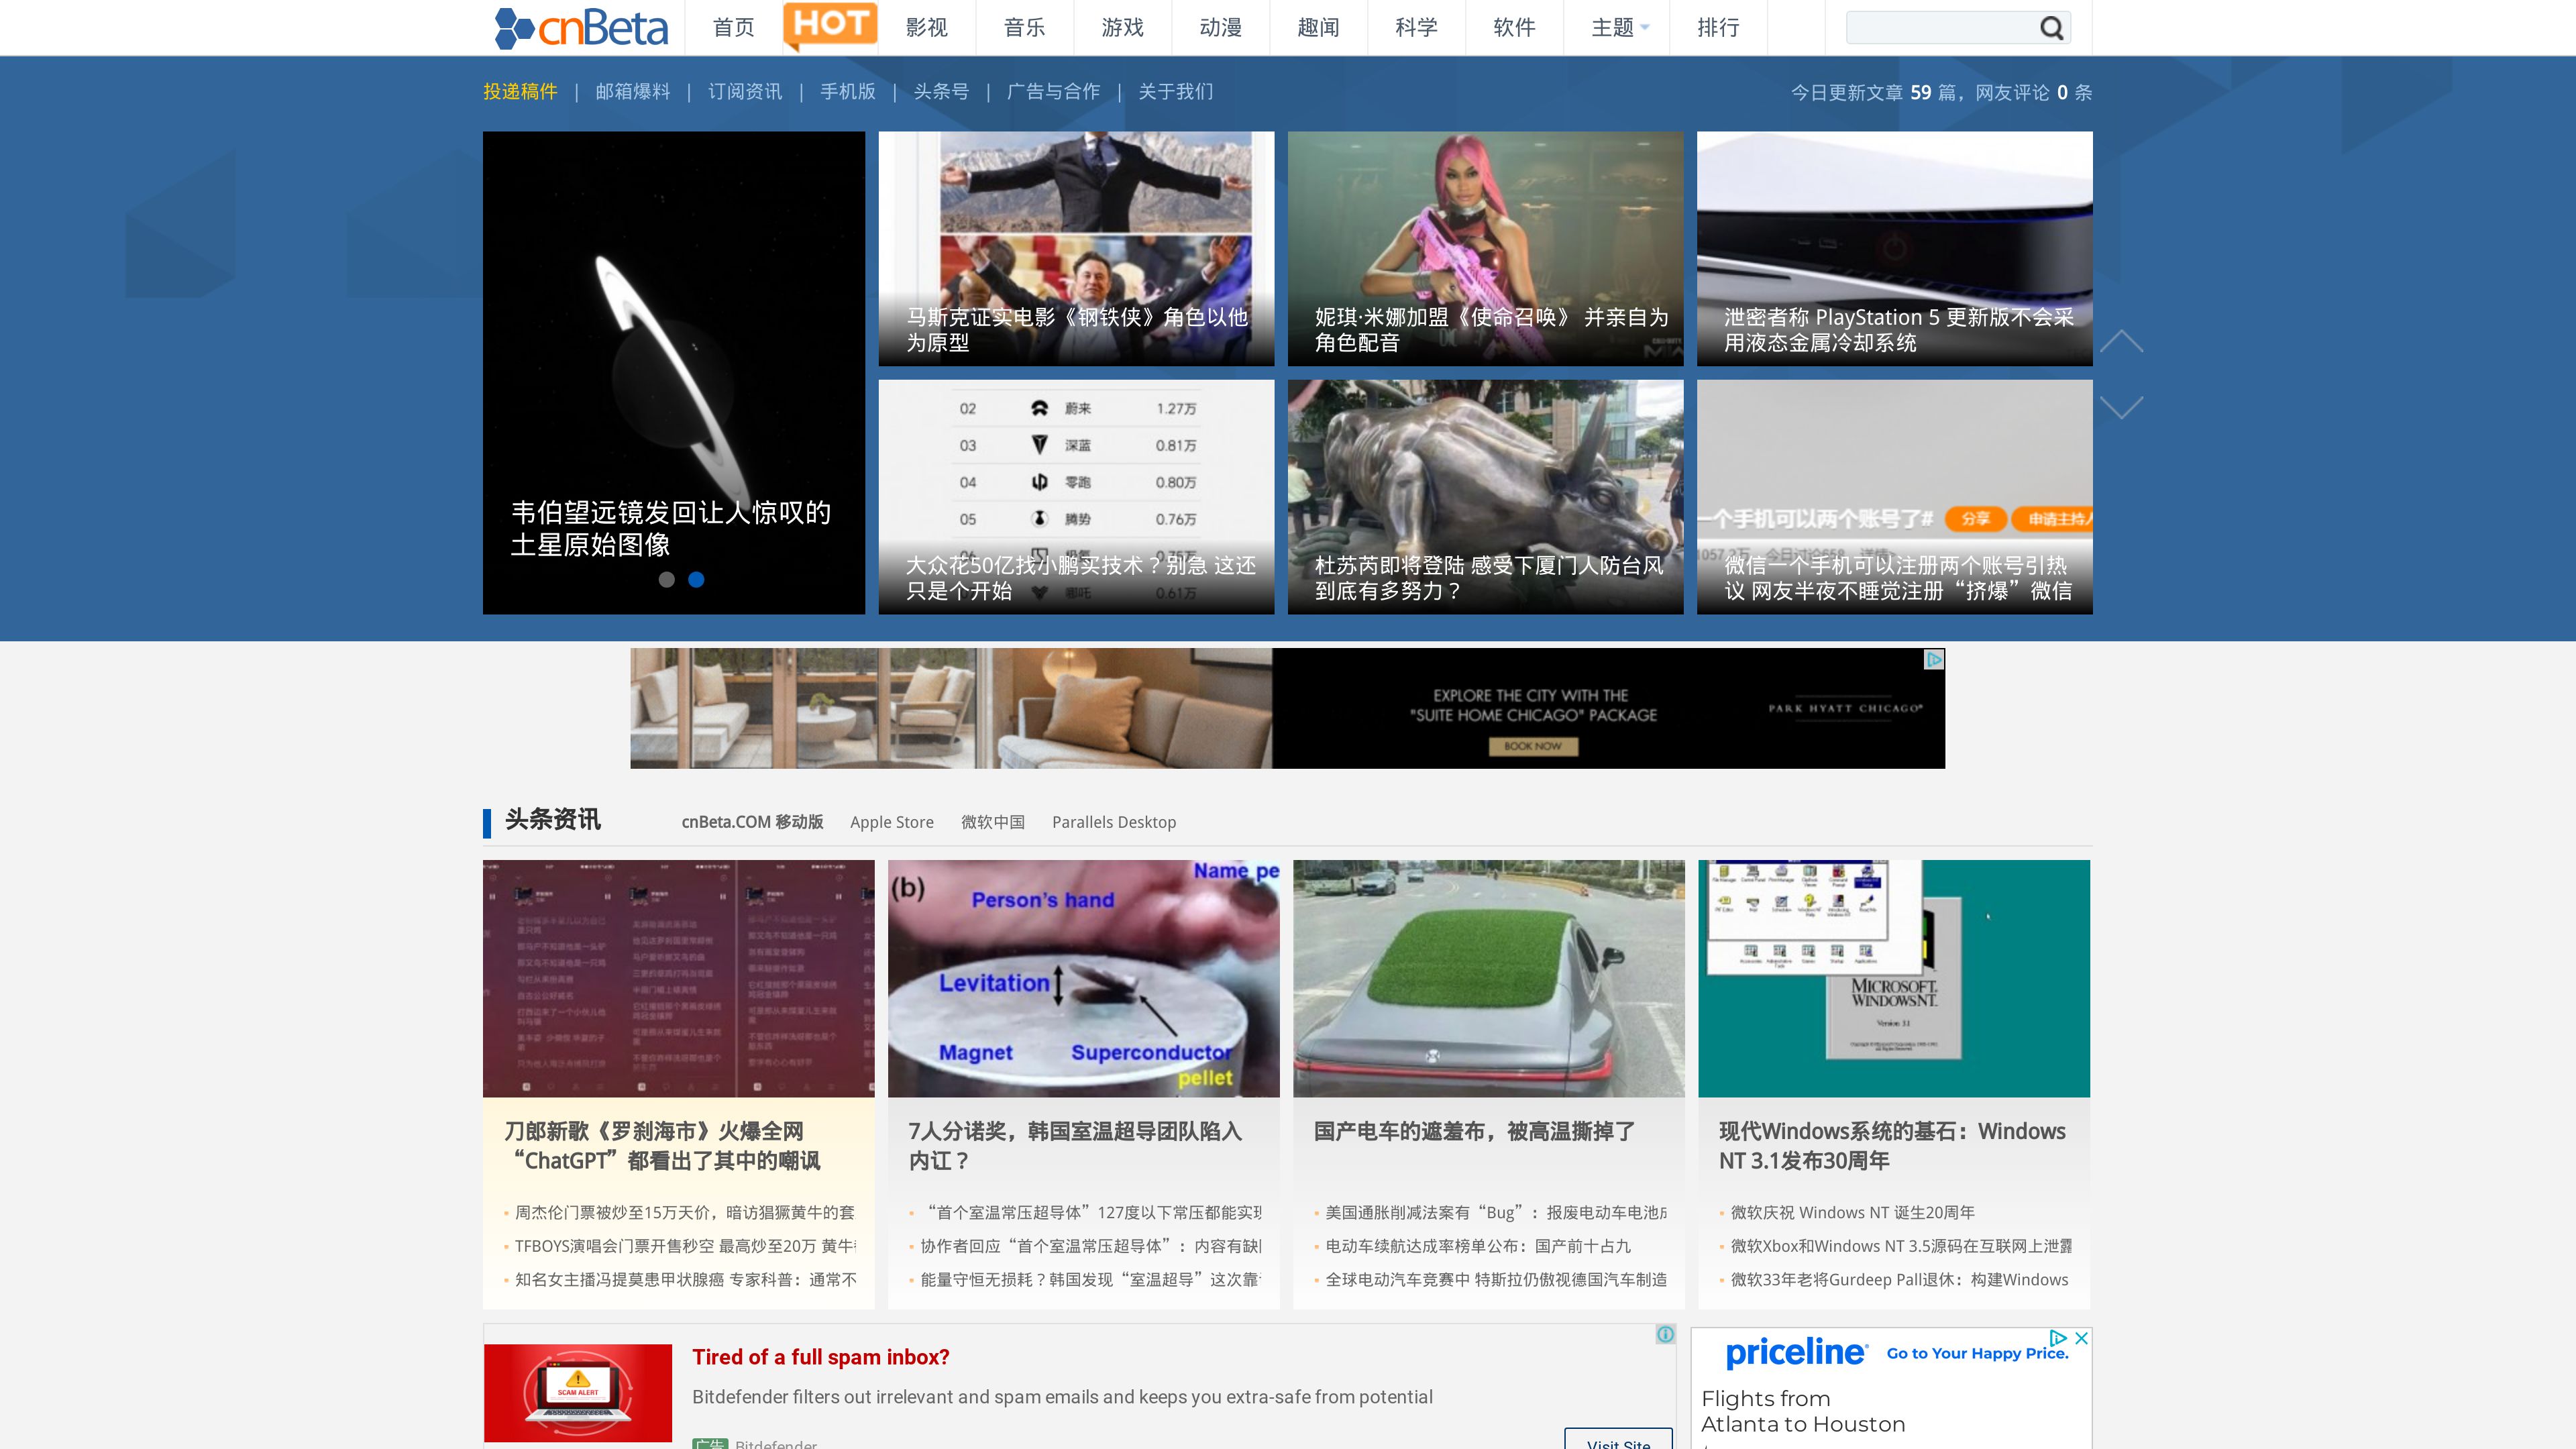 cnBeta
首页
HOT
影视
音乐
游戏
动漫
趣闻
科学
软件
主题
排行
投递稿件 | 邮箱爆料 | 订阅资讯 | 手机版 | 头条号 | 广告与合作 | 关于我们
今日更新文章 59 篇，网友评论 0 条
韦伯望远镜发回让人惊叹的
土星原始图像
马斯克证实电影《钢铁侠》角色以他
为原型
妮琪·米娜加盟《使命召唤》 并亲自为
角色配音
泄密者称 PlayStation 5 更新版不会采
用液态金属冷却系统
02 蔚来 1.27万
03 深蓝 0.81万
04 零跑 0.80万
05 腾势 0.76万
大众花50亿找小鹏买技术？别急 这还
只是个开始
哪吒 0.61万
杜苏芮即将登陆 感受下厦门人防台风
到底有多努力？
一个手机可以两个账号了# 分享 申请主持人
微信一个手机可以注册两个账号引热
议 网友半夜不睡觉注册“挤爆”微信
EXPLORE THE CITY WITH THE
"SUITE HOME CHICAGO" PACKAGE
BOOK NOW
PARK HYATT CHICAGO®
头条资讯
cnBeta.COM 移动版
Apple Store
微软中国
Parallels Desktop
(b)
Name pe
Person's hand
Levitation
Magnet
Superconductor
pellet
MICROSOFT
WINDOWS NT
Version 3.1
刀郎新歌《罗刹海市》火爆全网
“ChatGPT”都看出了其中的嘲讽
周杰伦门票被炒至15万天价，暗访猖獗黄牛的套
TFBOYS演唱会门票开售秒空 最高炒至20万 黄牛
知名女主播冯提莫患甲状腺癌 专家科普：通常不
7人分诺奖，韩国室温超导团队陷入
内讧？
“首个室温常压超导体”127度以下常压都能实现
协作者回应“首个室温常压超导体”：内容有缺
能量守恒无损耗？韩国发现“室温超导”这次靠
国产电车的遮羞布，被高温撕掉了
美国通胀削减法案有“Bug”：报废电动车电池
电动车续航达成率榜单公布：国产前十占九
全球电动汽车竞赛中 特斯拉仍傲视德国汽车制造
现代Windows系统的基石：Windows
NT 3.1发布30周年
微软庆祝 Windows NT 诞生20周年
微软Xbox和Windows NT 3.5源码在互联网上泄露
微软33年老将Gurdeep Pall退休：构建Windows
SCAM ALERT
Tired of a full spam inbox?
Bitdefender filters out irrelevant and spam emails and keeps you extra-safe from potential
广告 Bitdefender
Visit Site
priceline®
Go to Your Happy Price.
Flights from
Atlanta to Houston